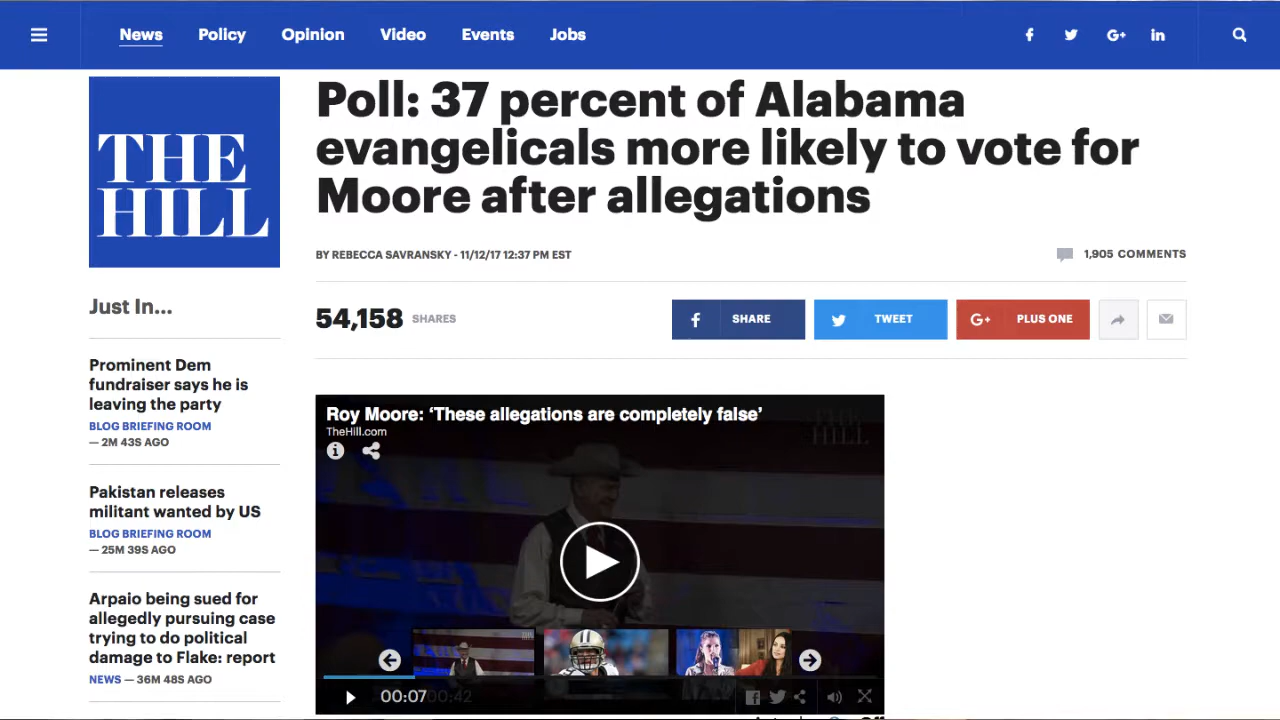 News Policy Opinion Video Events Jobs
THE
HILL
Poll: 37 percent of Alabama
evangelicals more likely to vote for
Moore after allegations
BY REBECCA SAVRANSKY - 11/12/17 12:37 PM EST
1,905 COMMENTS
54,158 SHARES
SHARE
TWEET
G+ PLUS ONE
Just In...
Prominent Dem
fundraiser says he is
leaving the party
BLOG BRIEFING ROOM
— 2M 43S AGO
Pakistan releases
militant wanted by US
BLOG BRIEFING ROOM
— 25M 39S AGO
Arpaio being sued for
allegedly pursuing case
trying to do political
damage to Flake: report
NEWS — 36M 48S AGO
Roy Moore: ‘These allegations are completely false’
TheHill.com
THE
HILL
00:07 00:42